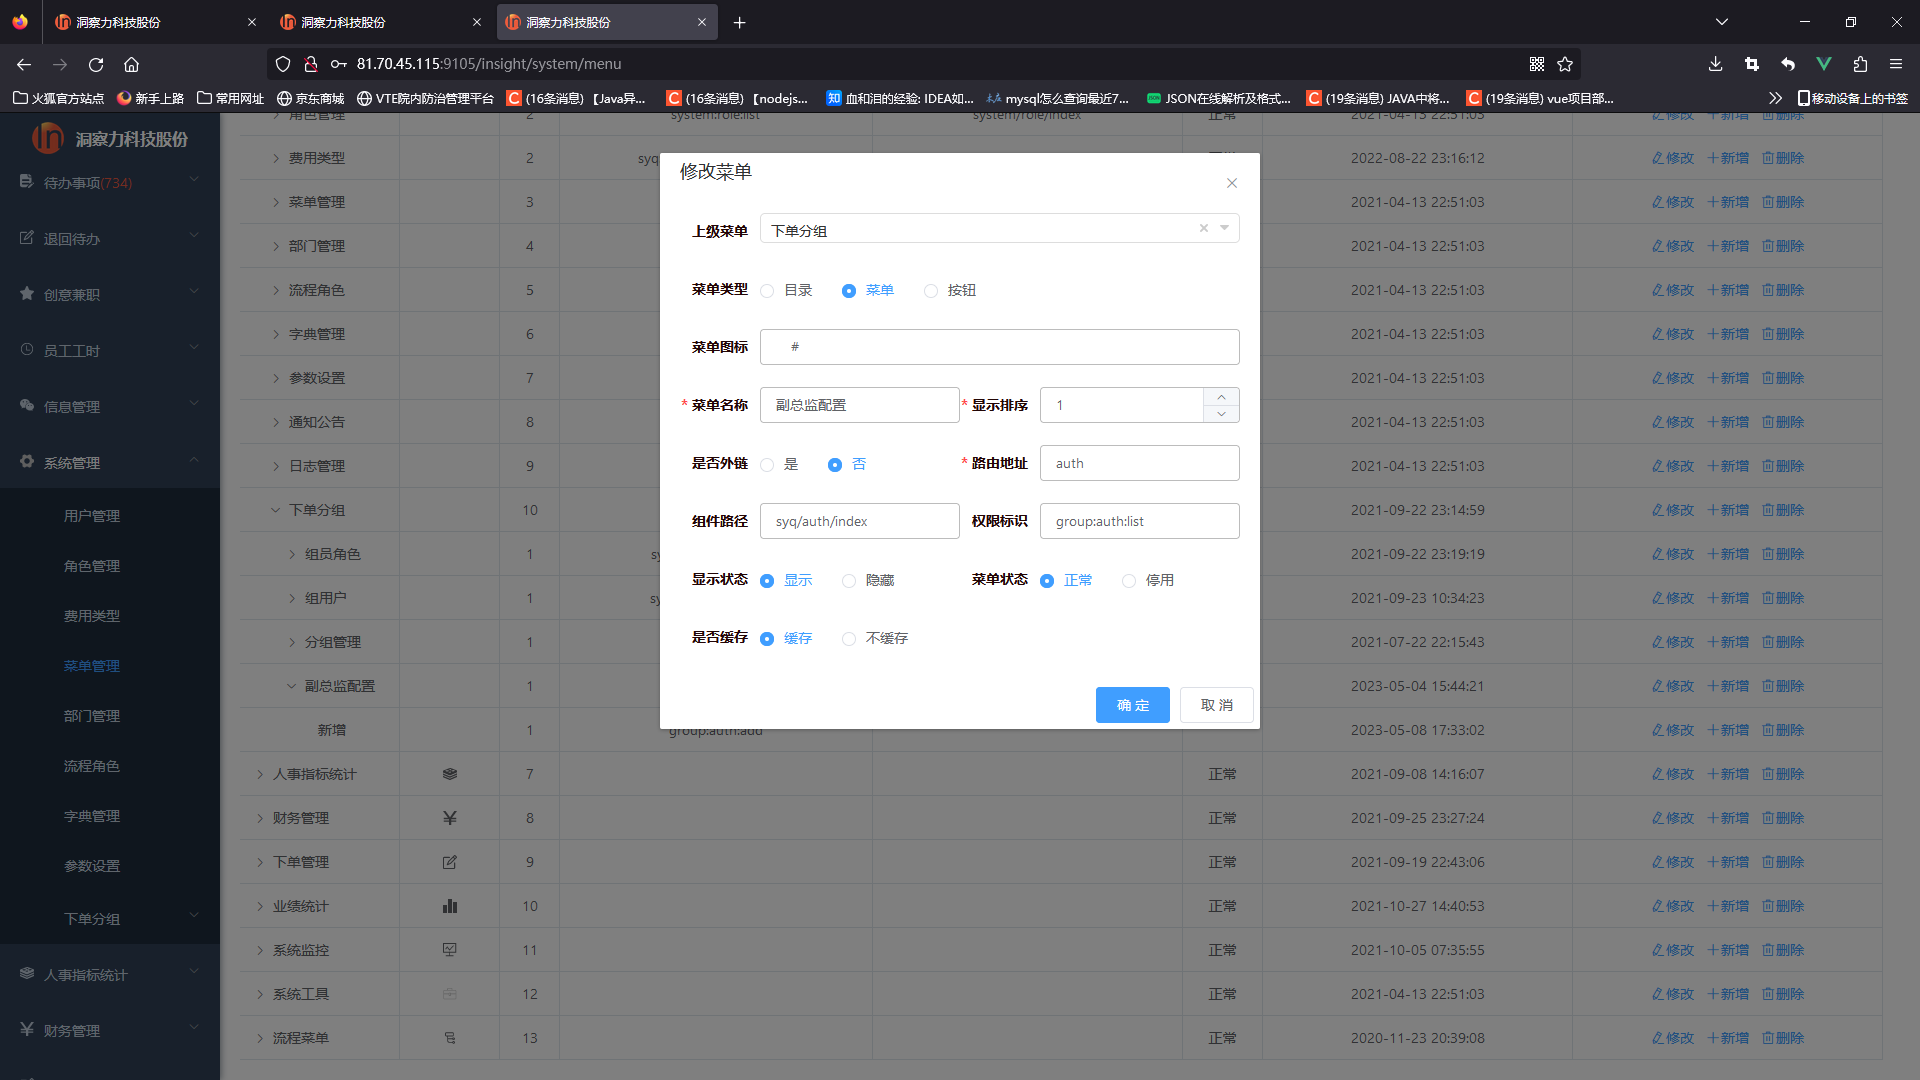 洞察力科技股份
洞察力科技股份
洞察力科技股份
81.70.45.115:9105/insight/system/menu
火狐官方站点
新手上路
常用网址
京东商城
VTE院内防治管理平台
(16条消息) 【Java异...
(16条消息) 【nodejs...
知 血和泪的经验: IDEA如...
mysql怎么查询最近7...
JSON在线解析及格式...
(19条消息) JAVA中将...
(19条消息) vue项目部...
移动设备上的书签
洞察力科技股份
待办事项(734)
退回待办
创意兼职
员工工时
信息管理
系统管理
用户管理
角色管理
费用类型
菜单管理
部门管理
流程角色
字典管理
参数设置
下单分组
人事指标统计
财务管理
角色管理 2 system:role:list system/role/index 正常 2021-04-13 22:51:03 修改 新增 删除
费用类型 2 syq 正常 2022-08-22 23:16:12 修改 新增 删除
菜单管理 3 2021-04-13 22:51:03 修改 新增 删除
部门管理 4 2021-04-13 22:51:03 修改 新增 删除
流程角色 5 2021-04-13 22:51:03 修改 新增 删除
字典管理 6 2021-04-13 22:51:03 修改 新增 删除
参数设置 7 2021-04-13 22:51:03 修改 新增 删除
通知公告 8 2021-04-13 22:51:03 修改 新增 删除
日志管理 9 2021-04-13 22:51:03 修改 新增 删除
下单分组 10 2021-09-22 23:14:59 修改 新增 删除
组员角色 1 sy 2021-09-22 23:19:19 修改 新增 删除
组用户 1 sy 2021-09-23 10:34:23 修改 新增 删除
分组管理 1 2021-07-22 22:15:43 修改 新增 删除
副总监配置 1 2023-05-04 15:44:21 修改 新增 删除
新增 1 group:auth:add 2023-05-08 17:33:02 修改 新增 删除
人事指标统计 7 正常 2021-09-08 14:16:07 修改 新增 删除
财务管理 8 正常 2021-09-25 23:27:24 修改 新增 删除
下单管理 9 正常 2021-09-19 22:43:06 修改 新增 删除
业绩统计 10 正常 2021-10-27 14:40:53 修改 新增 删除
系统监控 11 正常 2021-10-05 07:35:55 修改 新增 删除
系统工具 12 正常 2021-04-13 22:51:03 修改 新增 删除
流程菜单 13 正常 2020-11-23 20:39:08 修改 新增 删除
修改菜单
上级菜单 下单分组
菜单类型 目录 菜单 按钮
菜单图标 #
* 菜单名称 副总监配置 * 显示排序 1
是否外链 是 否 * 路由地址 auth
组件路径 syq/auth/index 权限标识 group:auth:list
显示状态 显示 隐藏 菜单状态 正常 停用
是否缓存 缓存 不缓存
确 定 取 消